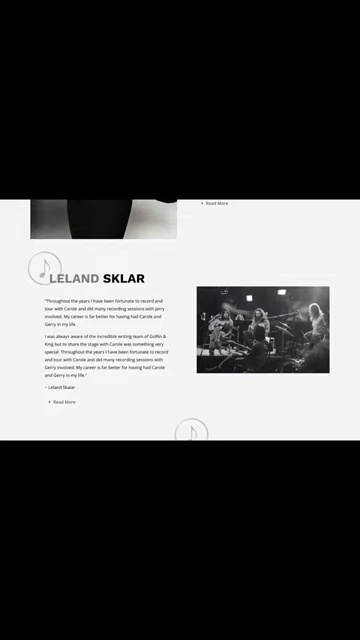 Read More
LELAND SKLAR
"Throughout the years I have been fortunate to record and
tour with Carole and did many recording sessions with Jerry
involved. My career is far better for having had Carole and
Gerry in my life.
I was always aware of the incredible writing team of Goffin &
King but to share the stage with Carole was something very
special. Throughout the years I have been fortunate to record
and tour with Carole and did many recording sessions with
Gerry involved. My career is far better for having had Carole
and Gerry in my life."
~ Leland Skalar
Read More